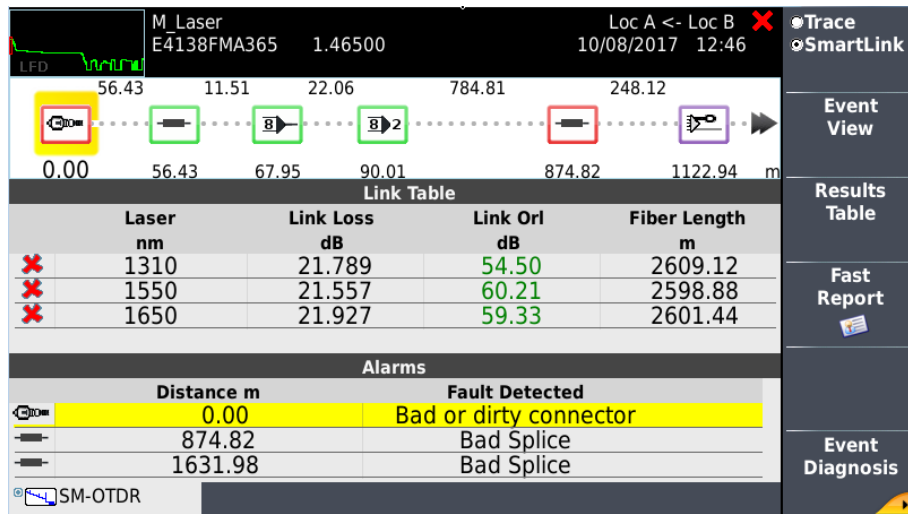 M_Laser Loc A <- Loc B
E4138FMA365 1.46500 10/08/2017 12:46
LFD
Trace
SmartLink
56.43 11.51 22.06 784.81 248.12
8 8 2
0.00 56.43 67.95 90.01 874.82 1122.94 m
Event
View
Link Table
Laser Link Loss Link Orl Fiber Length
nm dB dB m
1310 21.789 54.50 2609.12
1550 21.557 60.21 2598.88
1650 21.927 59.33 2601.44
Results
Table
Fast
Report
Alarms
Distance m Fault Detected
0.00 Bad or dirty connector
874.82 Bad Splice
1631.98 Bad Splice
Event
Diagnosis
SM-OTDR